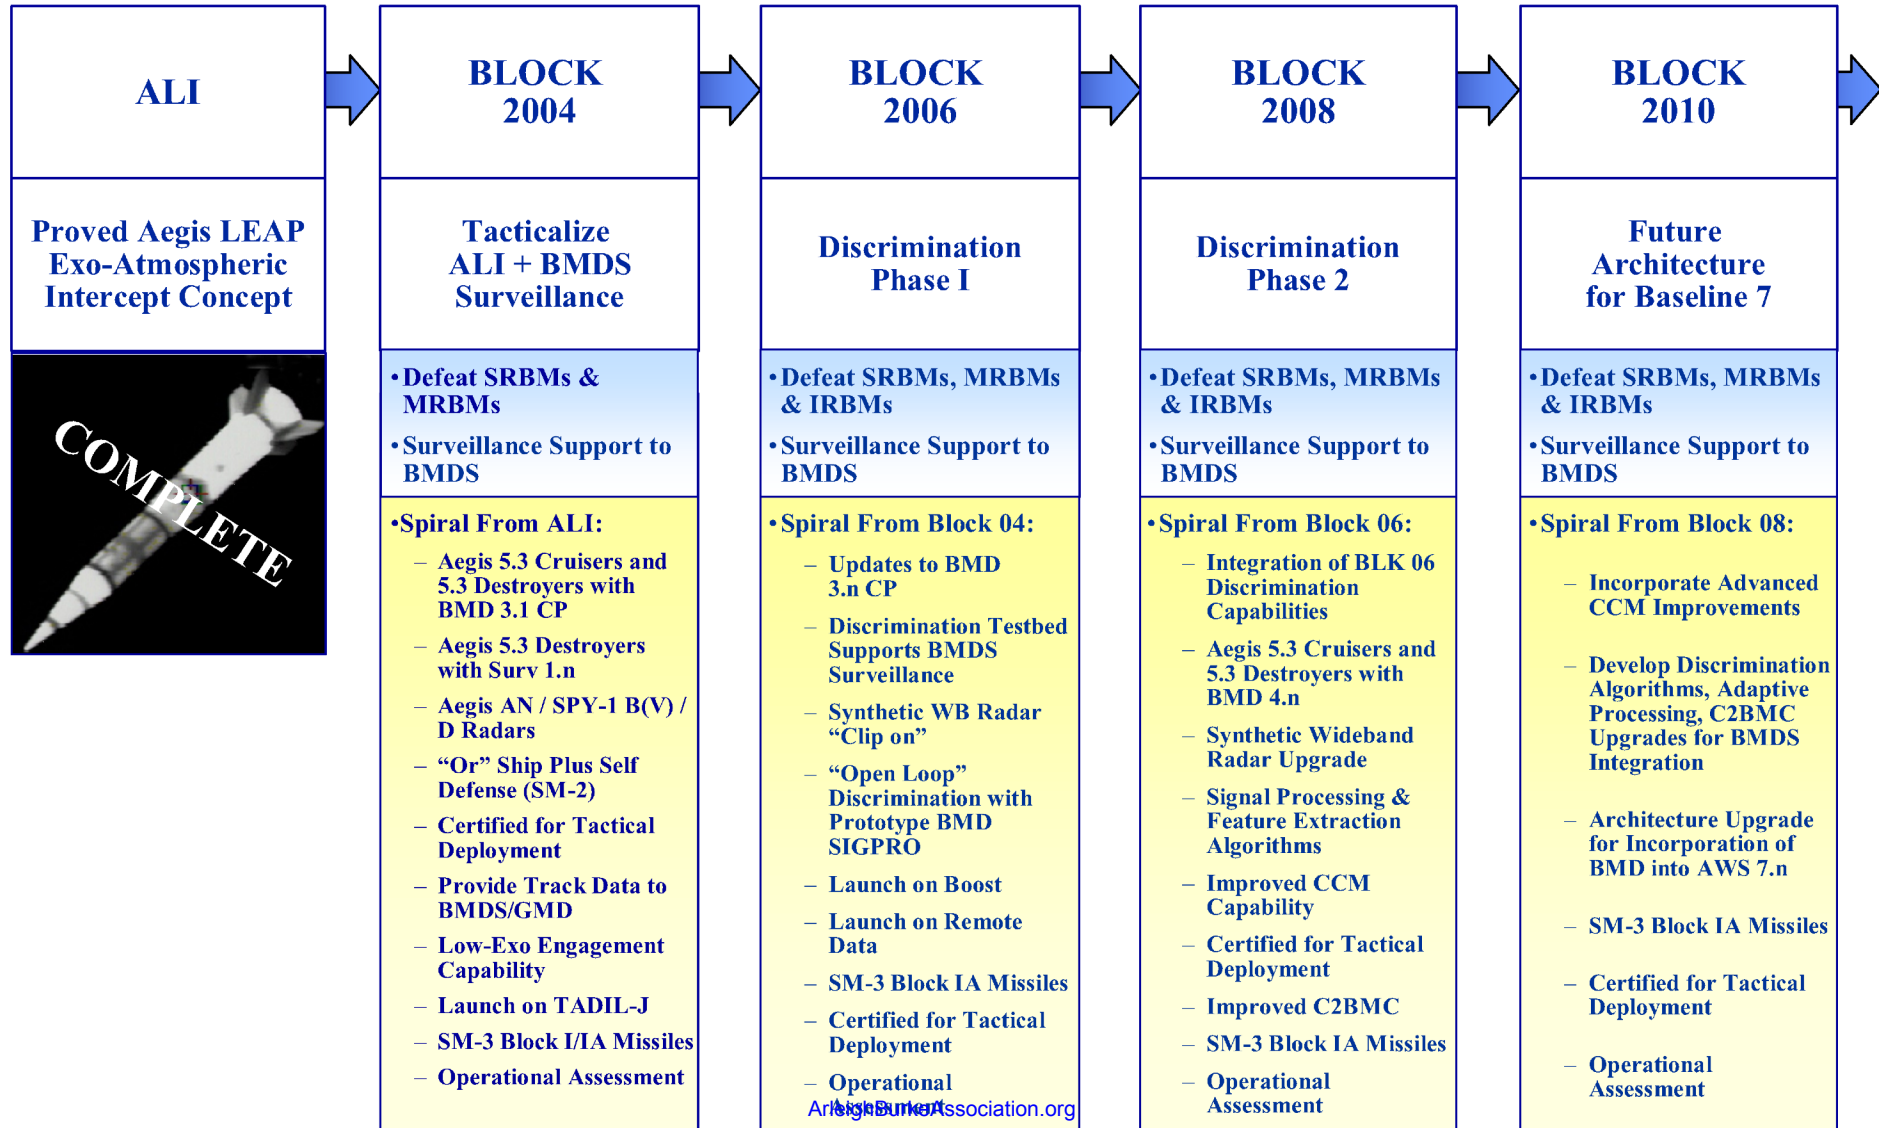 ALI
Proved Aegis LEAP
Exo-Atmospheric
Intercept Concept
COMPLETE
BLOCK
2004
Tacticalize
ALI + BMDS
Surveillance
•Defeat SRBMs &
MRBMs
•Surveillance Support to
BMDS
•Spiral From ALI:
– Aegis 5.3 Cruisers and
5.3 Destroyers with
BMD 3.1 CP
– Aegis 5.3 Destroyers
with Surv 1.n
– Aegis AN / SPY-1 B(V) /
D Radars
– “Or” Ship Plus Self
Defense (SM-2)
– Certified for Tactical
Deployment
– Provide Track Data to
BMDS/GMD
– Low-Exo Engagement
Capability
– Launch on TADIL-J
– SM-3 Block I/IA Missiles
– Operational Assessment
BLOCK
2006
Discrimination
Phase I
•Defeat SRBMs, MRBMs
& IRBMs
•Surveillance Support to
BMDS
•Spiral From Block 04:
– Updates to BMD
3.n CP
– Discrimination Testbed
Supports BMDS
Surveillance
– Synthetic WB Radar
“Clip on”
– “Open Loop”
Discrimination with
Prototype BMD
SIGPRO
– Launch on Boost
– Launch on Remote
Data
– SM-3 Block IA Missiles
– Certified for Tactical
Deployment
– Operational
Assessment
ArleighBurkeAssociation.org
BLOCK
2008
Discrimination
Phase 2
•Defeat SRBMs, MRBMs
& IRBMs
•Surveillance Support to
BMDS
•Spiral From Block 06:
– Integration of BLK 06
Discrimination
Capabilities
– Aegis 5.3 Cruisers and
5.3 Destroyers with
BMD 4.n
– Synthetic Wideband
Radar Upgrade
– Signal Processing &
Feature Extraction
Algorithms
– Improved CCM
Capability
– Certified for Tactical
Deployment
– Improved C2BMC
– SM-3 Block IA Missiles
– Operational
Assessment
BLOCK
2010
Future
Architecture
for Baseline 7
•Defeat SRBMs, MRBMs
& IRBMs
•Surveillance Support to
BMDS
•Spiral From Block 08:
– Incorporate Advanced
CCM Improvements
– Develop Discrimination
Algorithms, Adaptive
Processing, C2BMC
Upgrades for BMDS
Integration
– Architecture Upgrade
for Incorporation of
BMD into AWS 7.n
– SM-3 Block IA Missiles
– Certified for Tactical
Deployment
– Operational
Assessment